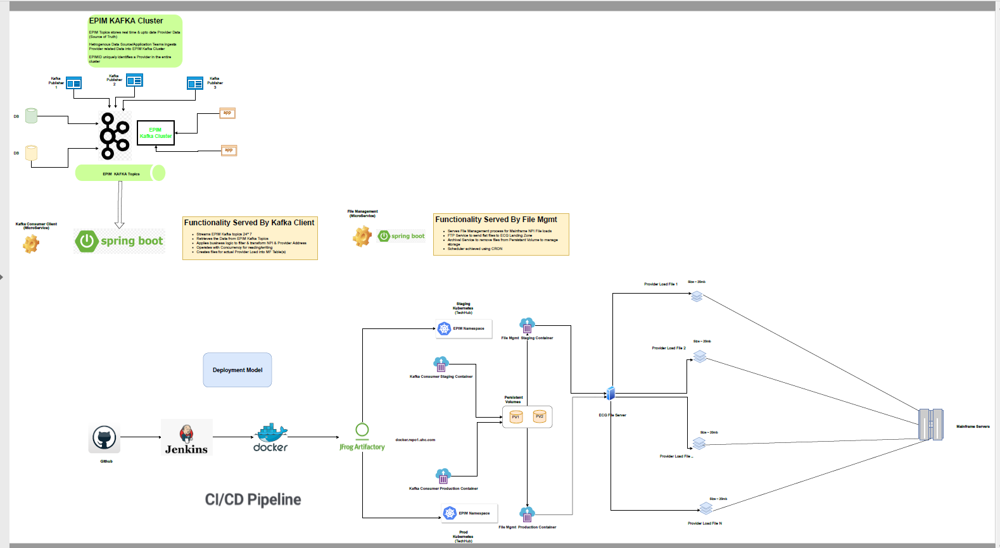 EPIM KAFKA Cluster
EPIM Topics stores real time & upto date Provider Data
(Source of Truth)
Hetrogenous Data Source/Application Teams ingests
Provider related Data into EPIM Kafka Cluster
EPIMID uniquely identifies a Provider in the entire
cluster
Kafka
Publisher
1
Kafka
Publisher
2
Kafka
Publisher
3
DB
app
EPIM
Kafka Cluster
DB
app
EPIM KAFKA Topics
Kafka Consumer Client
(MicroService)
spring boot
Functionality Served By Kafka Client
• Streams EPIM Kafka topics 24* 7
• Retrieves the Data from EPIM Kafka Topics
• Applies business logic to filter & transform NPI & Provider Address
• Operates with Concurrency for reading/writing
• Creates files for actual Provider Load into MF Table(s)
File Management
(MicroService)
spring boot
Functionality Served By File Mgmt
• Serves File Management process for Mainframe NPI File loads
• FTP Service to send flat files to ECG Landing Zone
• Archival Service to remove files from Persistant Volume to manage
storage
• Scheduler achieved using CRON
Provider Load File 1
Size ~ 20mb
Staging
Kubernetes
(TechHub)
EPIM Namespace
File Mgmt Staging Container
Provider Load File 2
Size ~ 20mb
Deployment Model
Kafka Consumer Staging Container
Persistant
Volumes
PV1
PV2
ECG File Server
Mainframe Servers
Github
Jenkins
docker
JFrog Artifactory
docker.repo1.uhc.com
Size ~ 20mb
Provider Load File ..
Kafka Consumer Production Container
CI/CD Pipeline
Size ~ 20mb
EPIM Namespace
File Mgmt Production Container
Provider Load File N
Prod
Kubernetes
(TechHub)